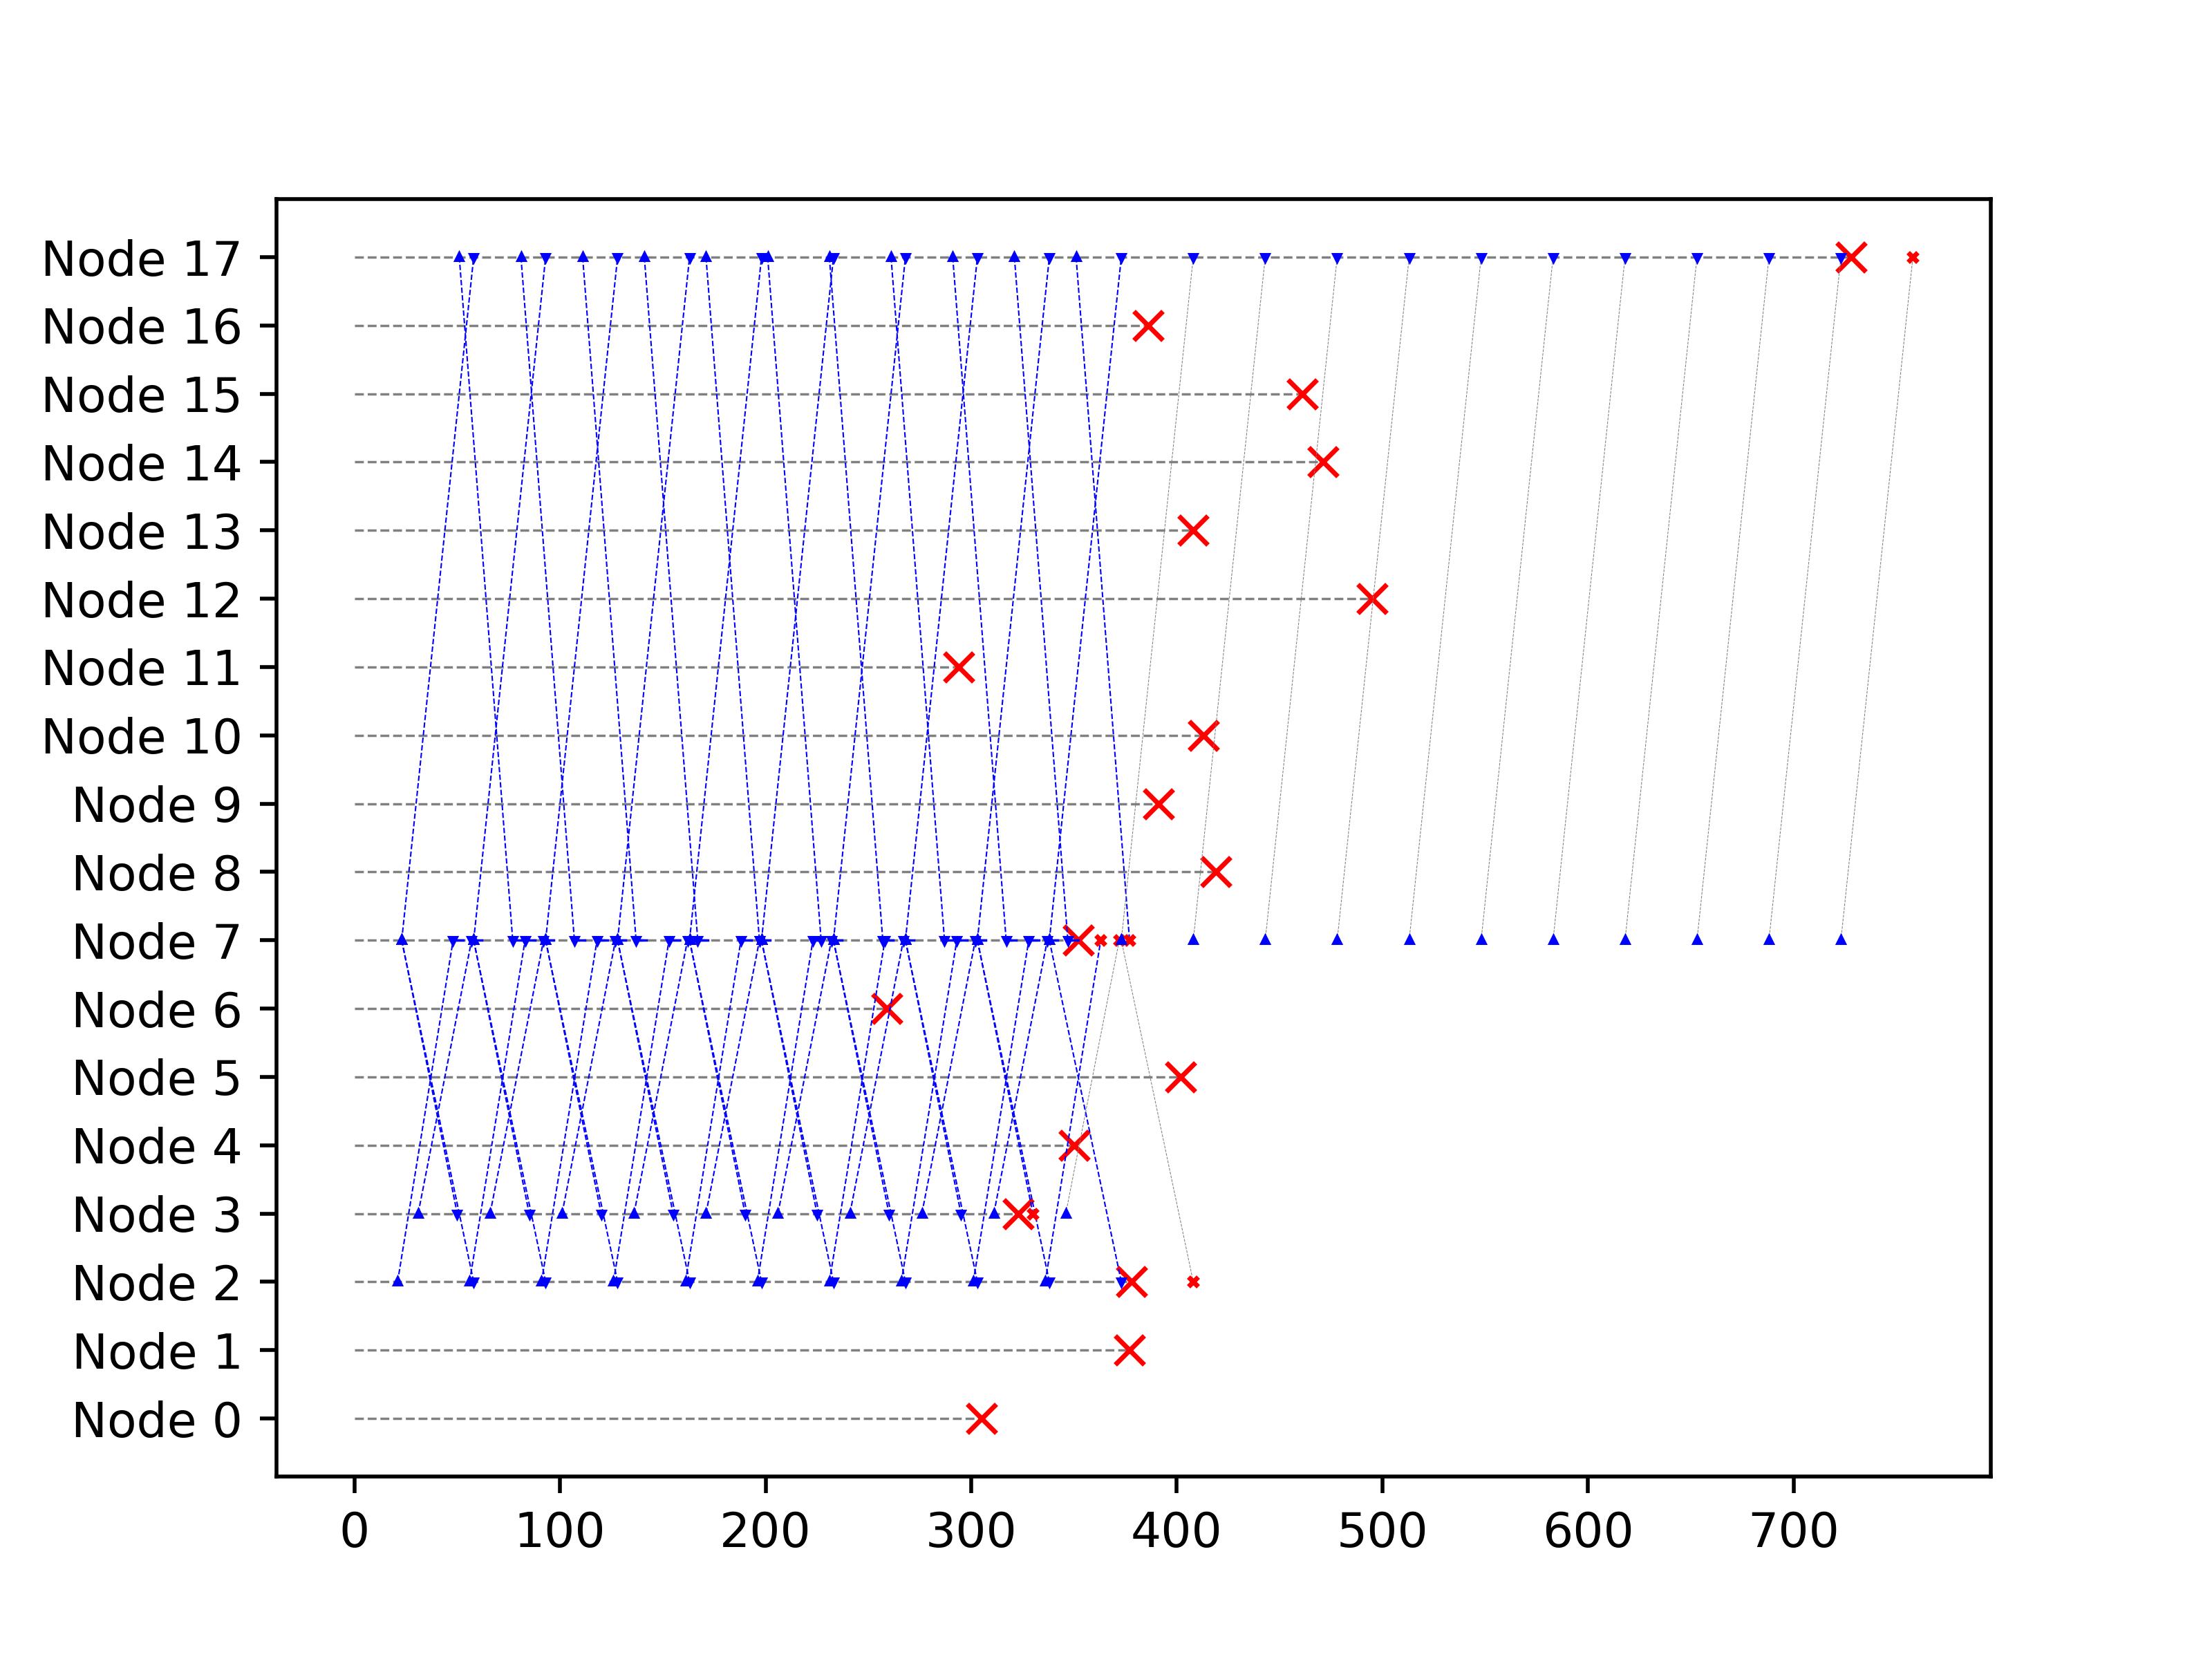 Node 17
Node 16
Node 15
Node 14
Node 13
Node 12
Node 11
Node 10
Node 9
Node 8
Node 7
Node 6
Node 5
Node 4
Node 3
Node 2
Node 1
Node 0
0 100 200 300 400 500 600 700